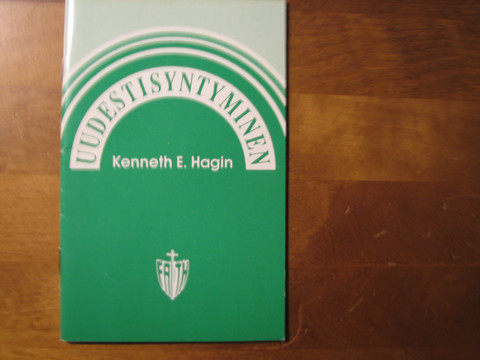 UUDESTISYNTYMINEN
Kenneth E. Hagin
FAITH